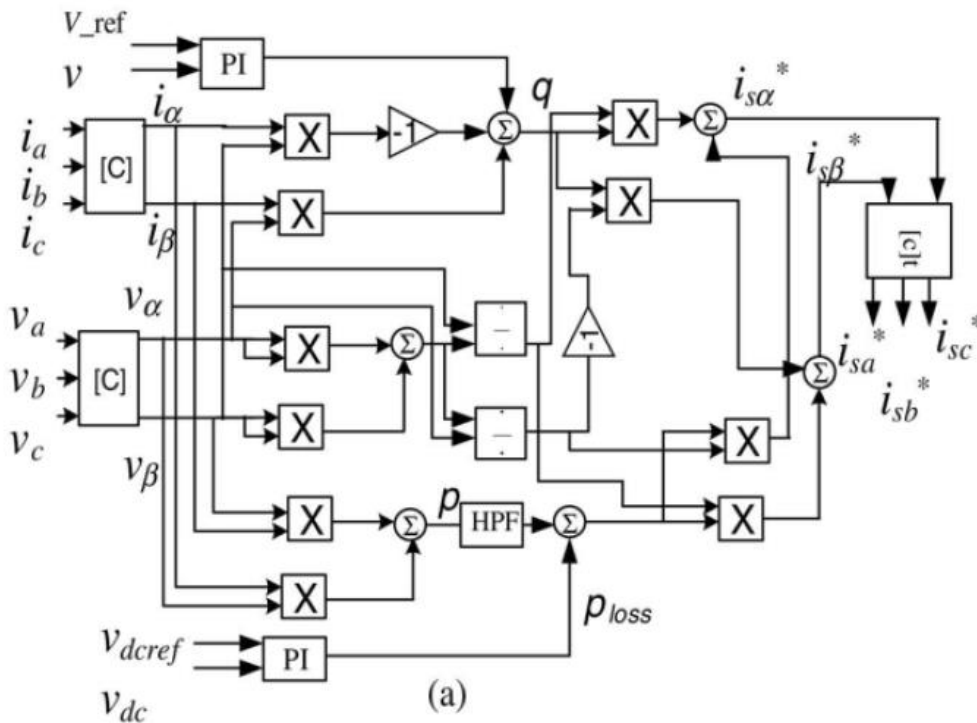 V_ref
v
PI
i_α
q
i_sα*
X
-1
Σ
X
Σ
i_a
i_b
i_c
[C]
i_sβ*
X
X
i_β
[c]t
v_α
÷
-1
v_a
v_b
v_c
[C]
X
Σ
i_sa*
i_sb*
i_sc*
Σ
X
÷
X
v_β
p
X
Σ
HPF
Σ
X
X
p_loss
v_dcref
v_dc
PI
(a)